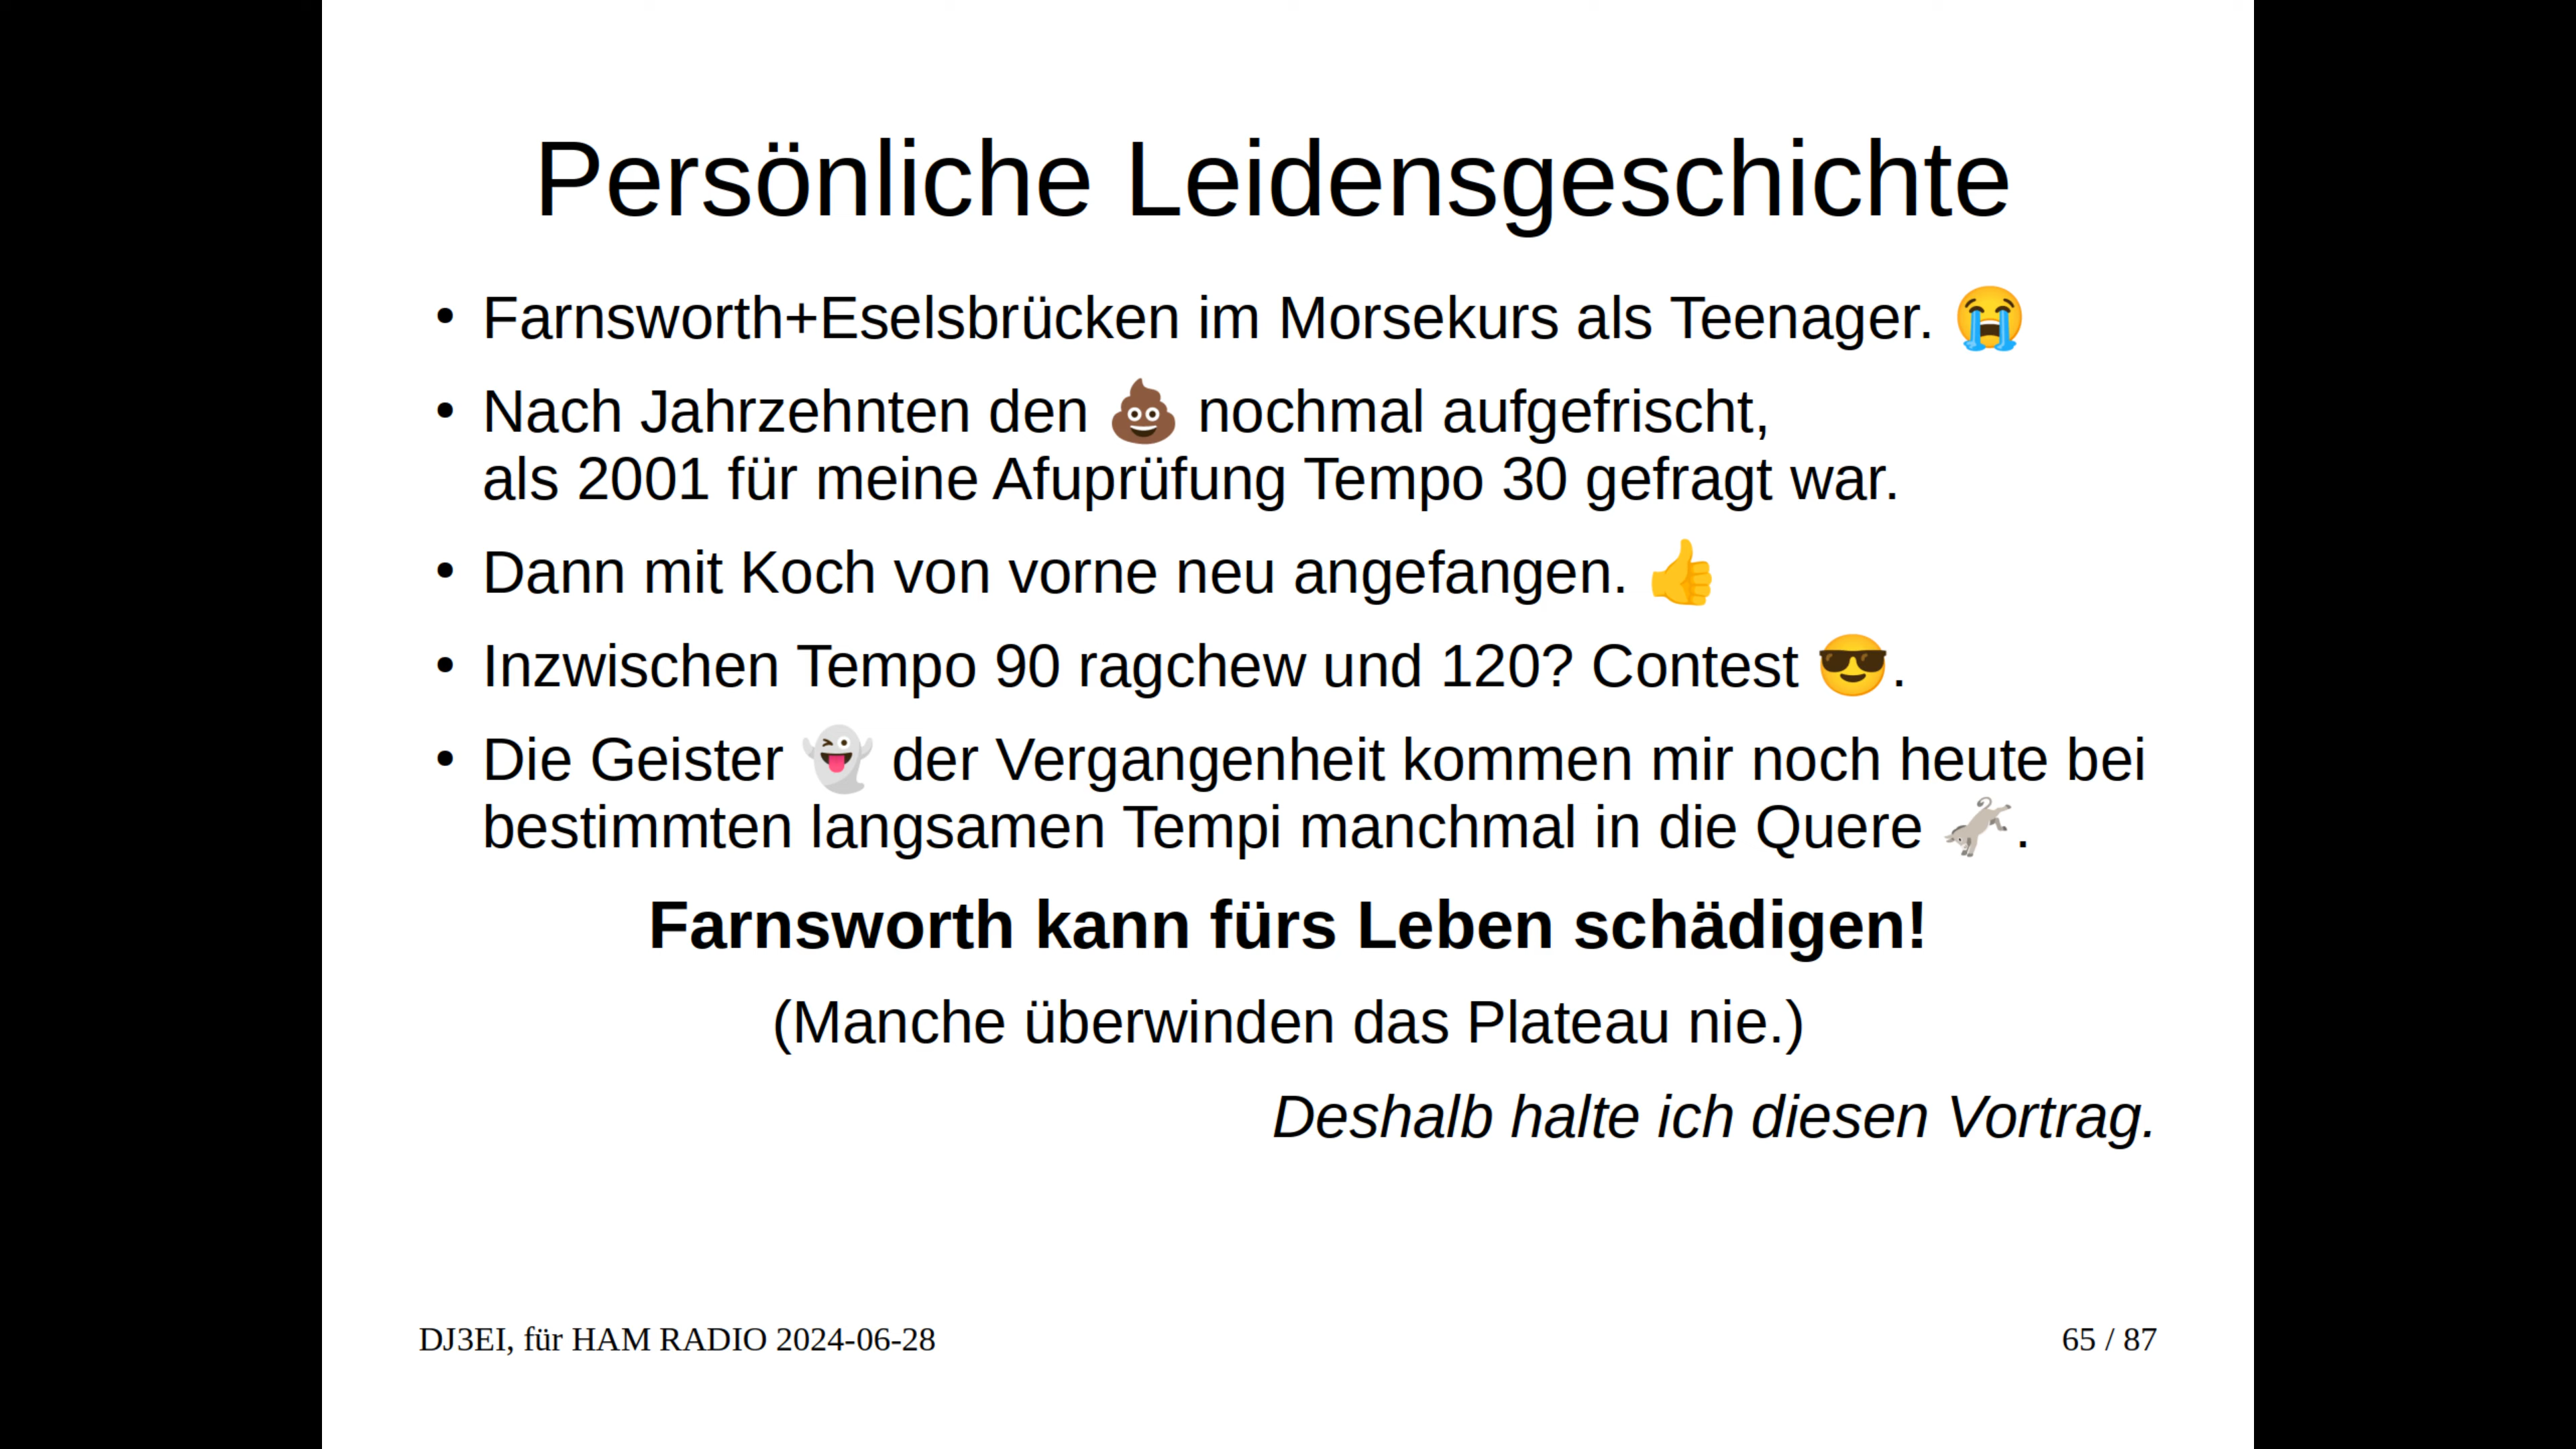 Persönliche Leidensgeschichte
• Farnsworth+Eselsbrücken im Morsekurs als Teenager. 😭
• Nach Jahrzehnten den 💩 nochmal aufgefrischt,
als 2001 für meine Afuprüfung Tempo 30 gefragt war.
• Dann mit Koch von vorne neu angefangen. 👍
• Inzwischen Tempo 90 ragchew und 120? Contest 😎.
• Die Geister 👻 der Vergangenheit kommen mir noch heute bei
bestimmten langsamen Tempi manchmal in die Quere 🫏.
Farnsworth kann fürs Leben schädigen!
(Manche überwinden das Plateau nie.)
Deshalb halte ich diesen Vortrag.
DJ3EI, für HAM RADIO 2024-06-28
65 / 87